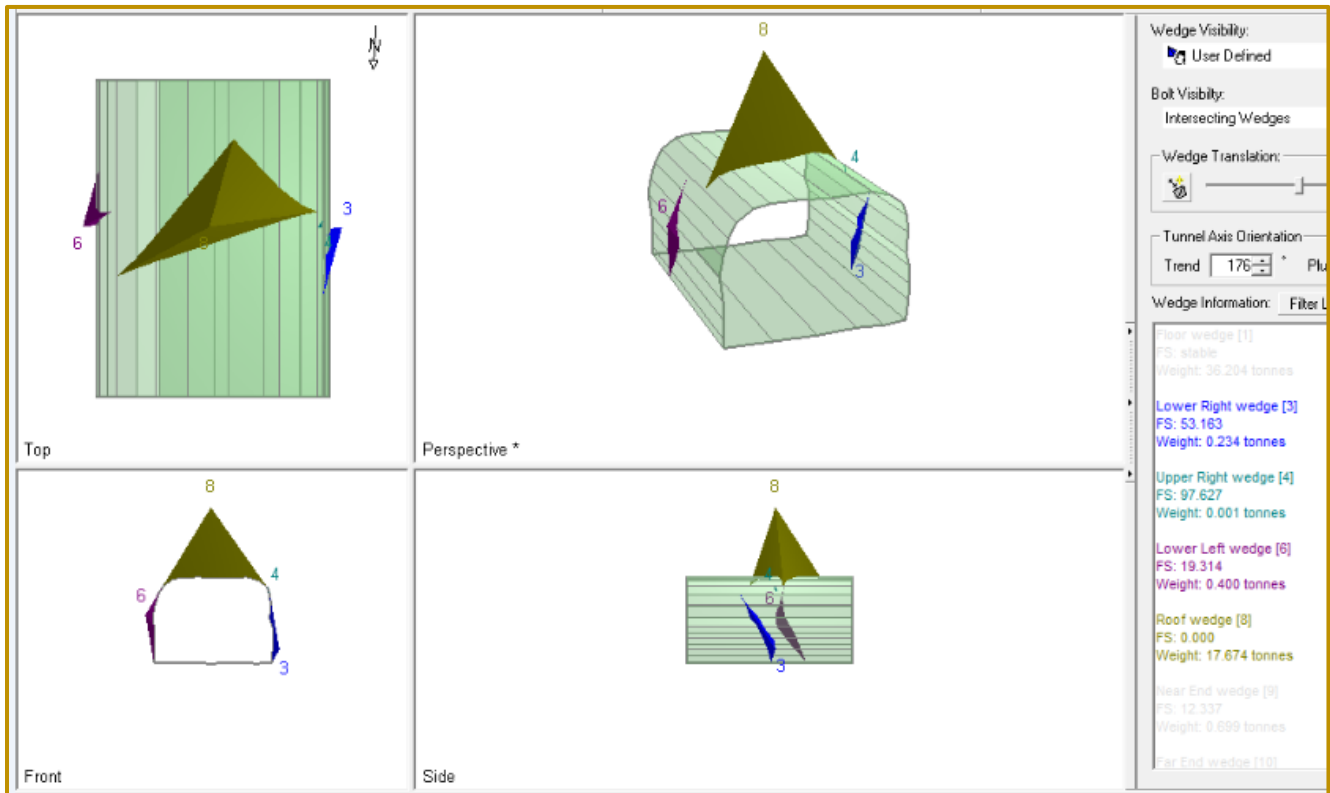 N
8
3
6
Top
8
4
6
3
Perspective *
8
4
6
3
Front
8
4
6
3
Side
Wedge Visibility:
User Defined
Bolt Visibilty:
Intersecting Wedges
Wedge Translation:
Tunnel Axis Orientation
Trend 176 ° Plu
Wedge Information: Filter L
Floor wedge [1]
FS: stable
Weight: 36.204 tonnes
Lower Right wedge [3]
FS: 53.163
Weight: 0.234 tonnes
Upper Right wedge [4]
FS: 97.627
Weight: 0.001 tonnes
Lower Left wedge [6]
FS: 19.314
Weight: 0.400 tonnes
Roof wedge [8]
FS: 0.000
Weight: 17.674 tonnes
Near End wedge [9]
FS: 12.337
Weight: 0.699 tonnes
Far End wedge [10]